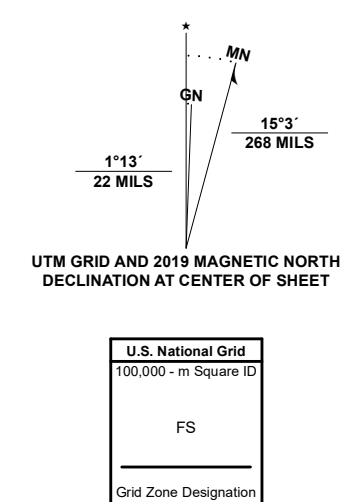 ★
MN
GN
15°3´
268 MILS
1°13´
22 MILS
UTM GRID AND 2019 MAGNETIC NORTH
DECLINATION AT CENTER OF SHEET
U.S. National Grid
100,000 - m Square ID
FS
Grid Zone Designation